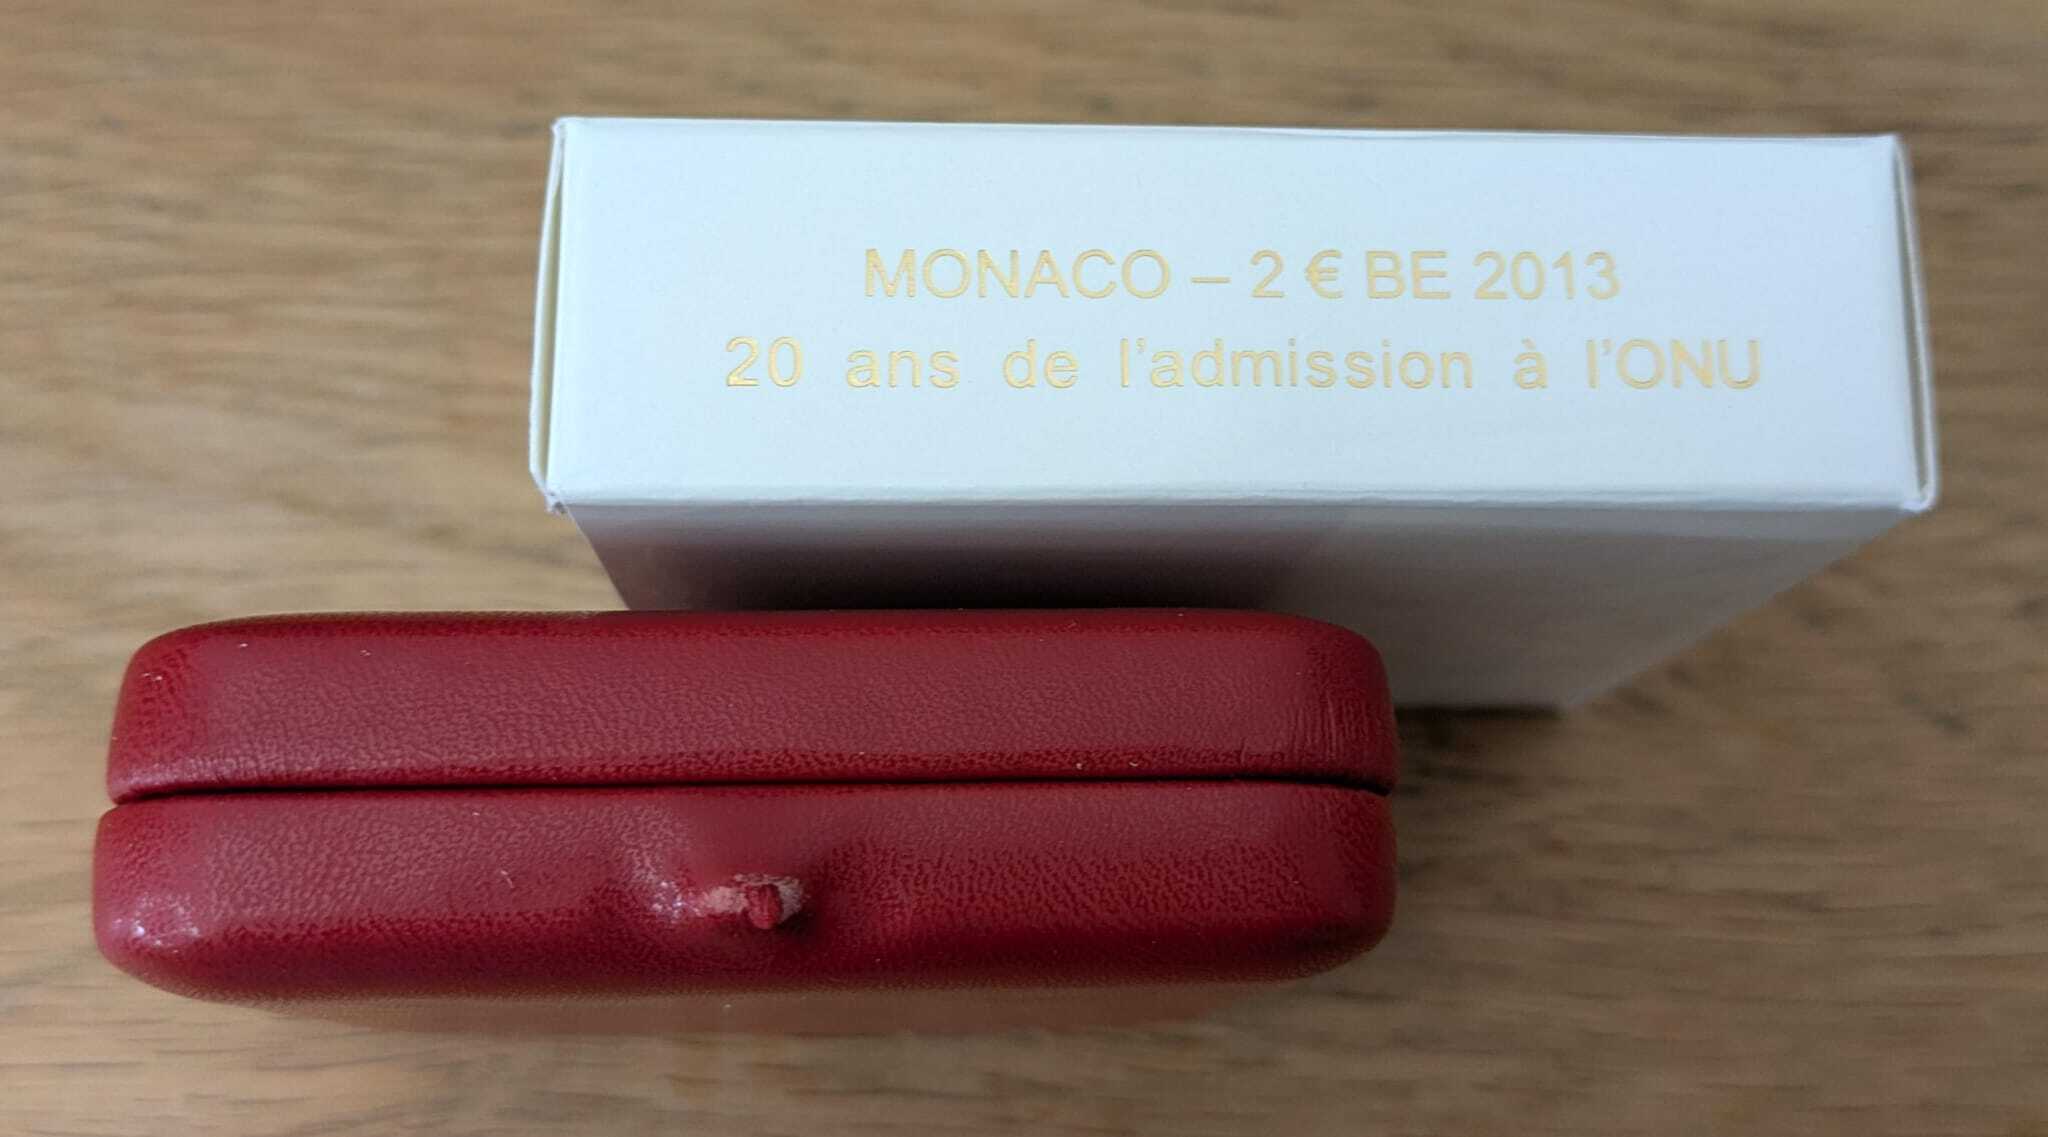 MONACO – 2 € BE 2013
20 ans de l’admission à l’ONU